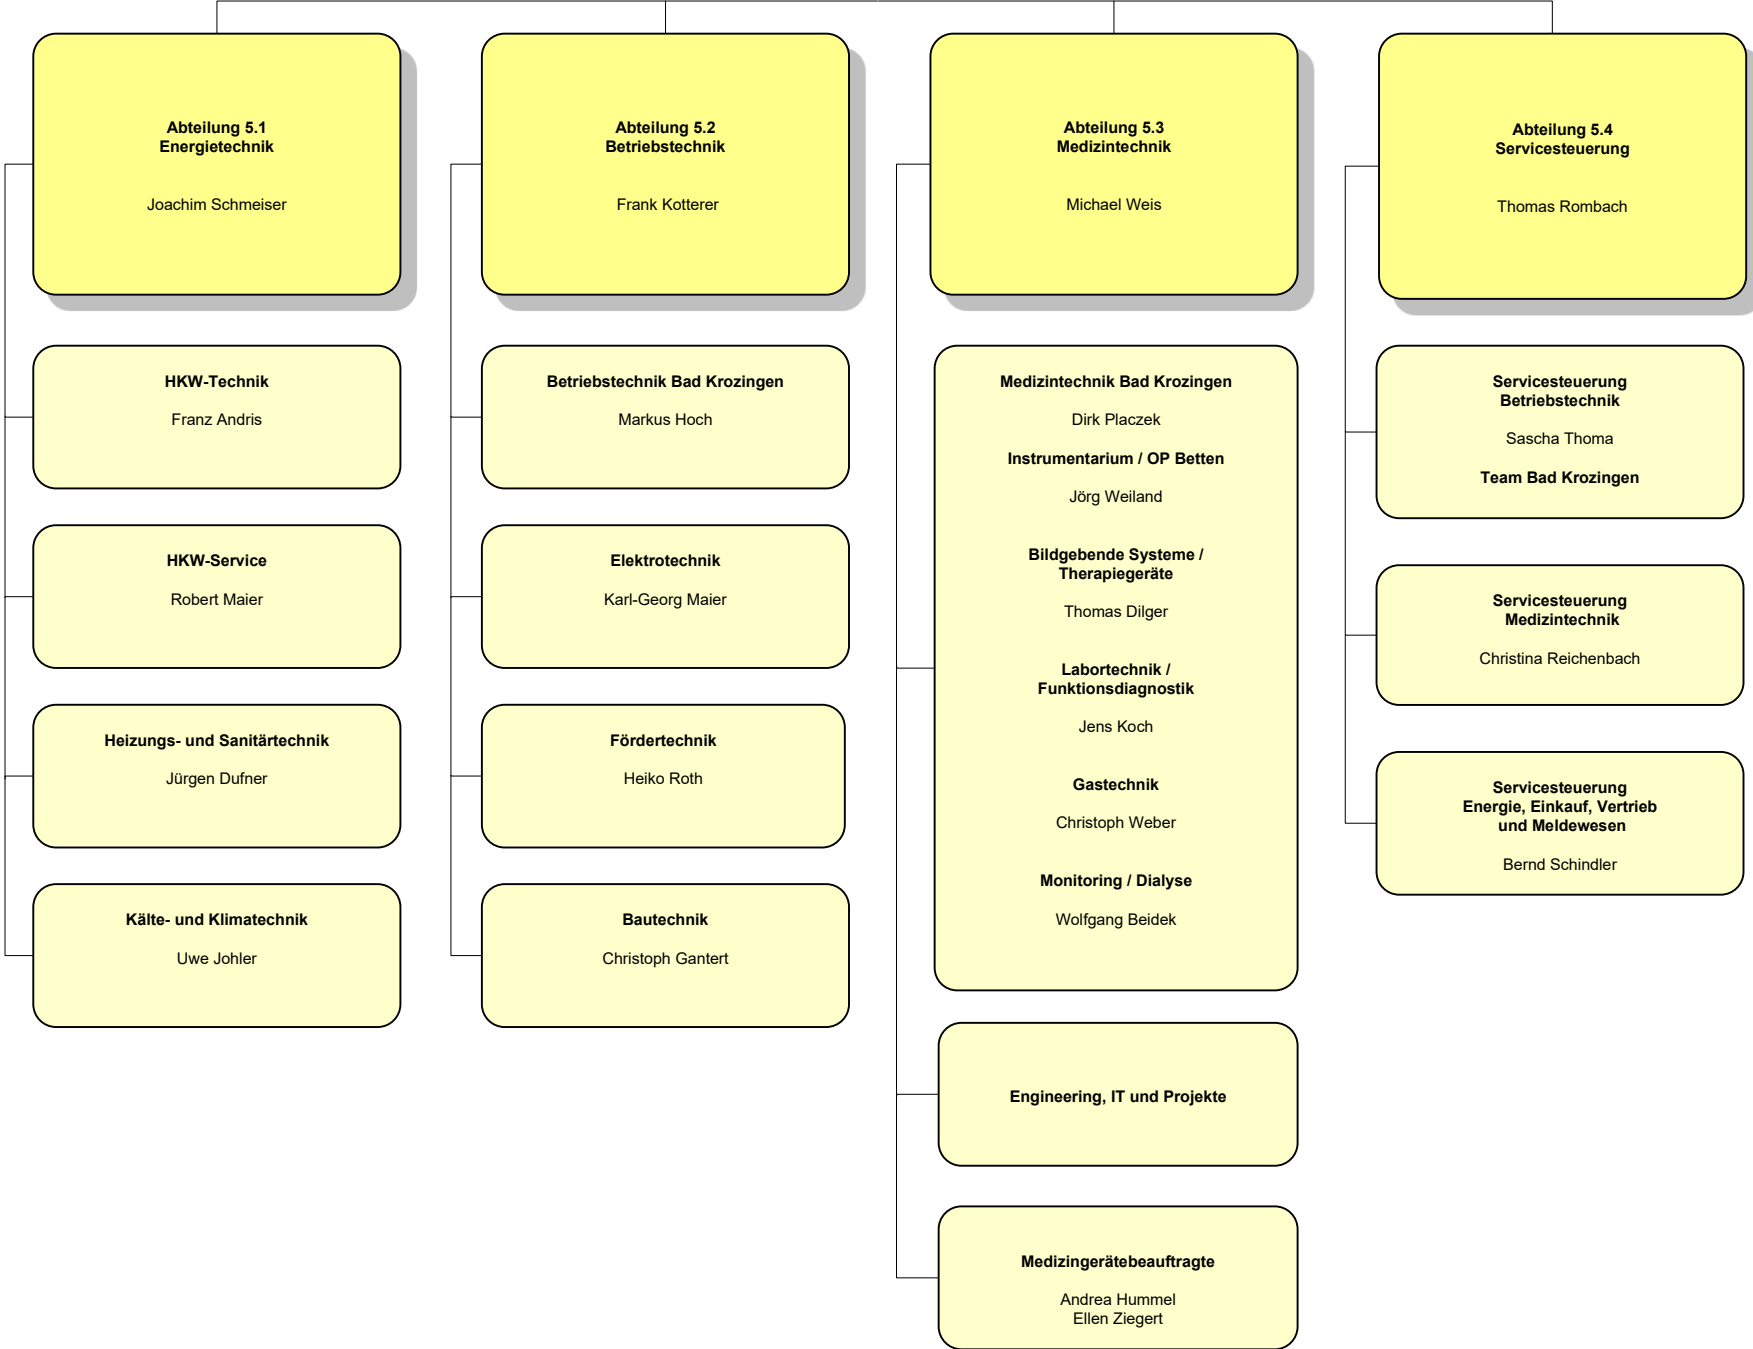 Abteilung 5.1
Energietechnik
Joachim Schmeiser
HKW-Technik
Franz Andris
HKW-Service
Robert Maier
Heizungs- und Sanitärtechnik
Jürgen Dufner
Kälte- und Klimatechnik
Uwe Johler
Abteilung 5.2
Betriebstechnik
Frank Kotterer
Betriebstechnik Bad Krozingen
Markus Hoch
Elektrotechnik
Karl-Georg Maier
Fördertechnik
Heiko Roth
Bautechnik
Christoph Gantert
Abteilung 5.3
Medizintechnik
Michael Weis
Medizintechnik Bad Krozingen
Dirk Placzek
Instrumentarium / OP Betten
Jörg Weiland
Bildgebende Systeme /
Therapiegeräte
Thomas Dilger
Labortechnik /
Funktionsdiagnostik
Jens Koch
Gastechnik
Christoph Weber
Monitoring / Dialyse
Wolfgang Beidek
Engineering, IT und Projekte
Medizingerätebeauftragte
Andrea Hummel
Ellen Ziegert
Abteilung 5.4
Servicesteuerung
Thomas Rombach
Servicesteuerung
Betriebstechnik
Sascha Thoma
Team Bad Krozingen
Servicesteuerung
Medizintechnik
Christina Reichenbach
Servicesteuerung
Energie, Einkauf, Vertrieb
und Meldewesen
Bernd Schindler